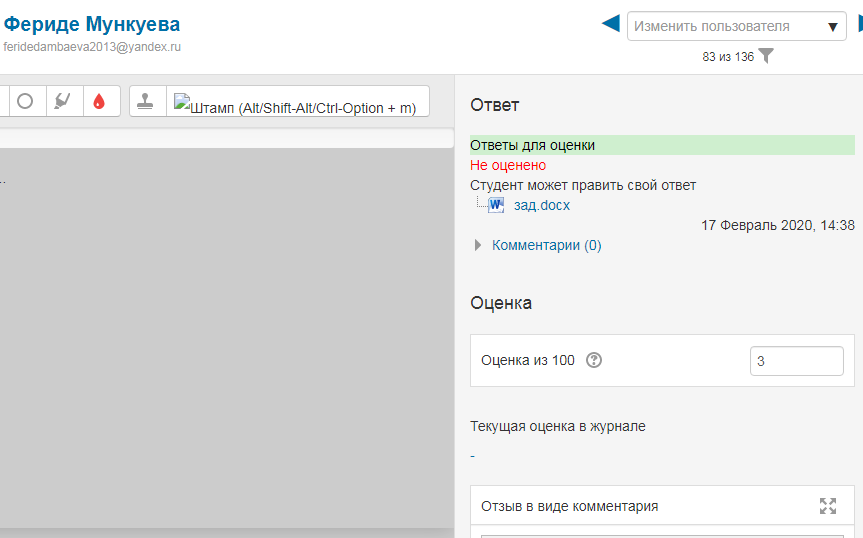 Фериде Мункуева
feridedambaeva2013@yandex.ru
Изменить пользователя
83 из 136
Штамп (Alt/Shift-Alt/Ctrl-Option + m)
..
Ответ
Ответы для оценки
Не оценено
Студент может править свой ответ
зад.docx
17 Февраль 2020, 14:38
Комментарии (0)
Оценка
Оценка из 100
3
Текущая оценка в журнале
-
Отзыв в виде комментария